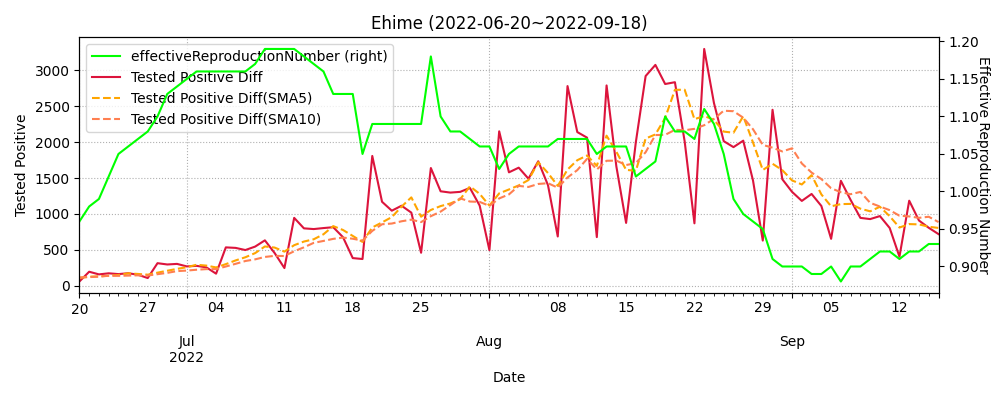 Ehime (2022-06-20~2022-09-18)
effectiveReproductionNumber (right)
Tested Positive Diff
Tested Positive Diff(SMA5)
Tested Positive Diff(SMA10)
Tested Positive
3000
2500
2000
1500
1000
500
0
Effective Reproduction Number
1.20
1.15
1.10
1.05
1.00
0.95
0.90
20 27 04 11 18 25 08 15 22 29 05 12
Jul Aug Sep
2022
Date